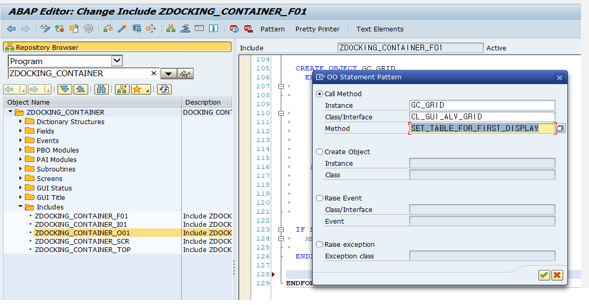 ABAP Editor: Change Include ZDOCKING_CONTAINER_F01
Pattern Pretty Printer Text Elements
Repository Browser
Program
ZDOCKING_CONTAINER
Object Name Description
ZDOCKING_CONTAINER DOCKING CONT
Dictionary Structures
Fields
Events
PBO Modules
PAI Modules
Subroutines
Screens
GUI Status
GUI Title
Includes
ZDOCKING_CONTAINER_F01 Include ZDOCK
ZDOCKING_CONTAINER_I01 Include ZDOCK
ZDOCKING_CONTAINER_O01 Include ZDOCK
ZDOCKING_CONTAINER_SCR Include ZDOCK
ZDOCKING_CONTAINER_TOP Include ZDOCK
Include ZDOCKING_CONTAINER_F01 Active
104
105 CREATE OBJECT GC_GRID
106
107
108
109
110
111
112
113
114
115
116
117
118
119
120
121
122
123 IF
124
125
126
127
128
129 ENDFOR
OO Statement Pattern
Call Method
Instance GC_GRID
Class/Interface CL_GUI_ALV_GRID
Method SET_TABLE_FOR_FIRST_DISPLAY
Create Object
Instance
Class
Raise Event
Class/Interface
Event
Raise exception
Exception class